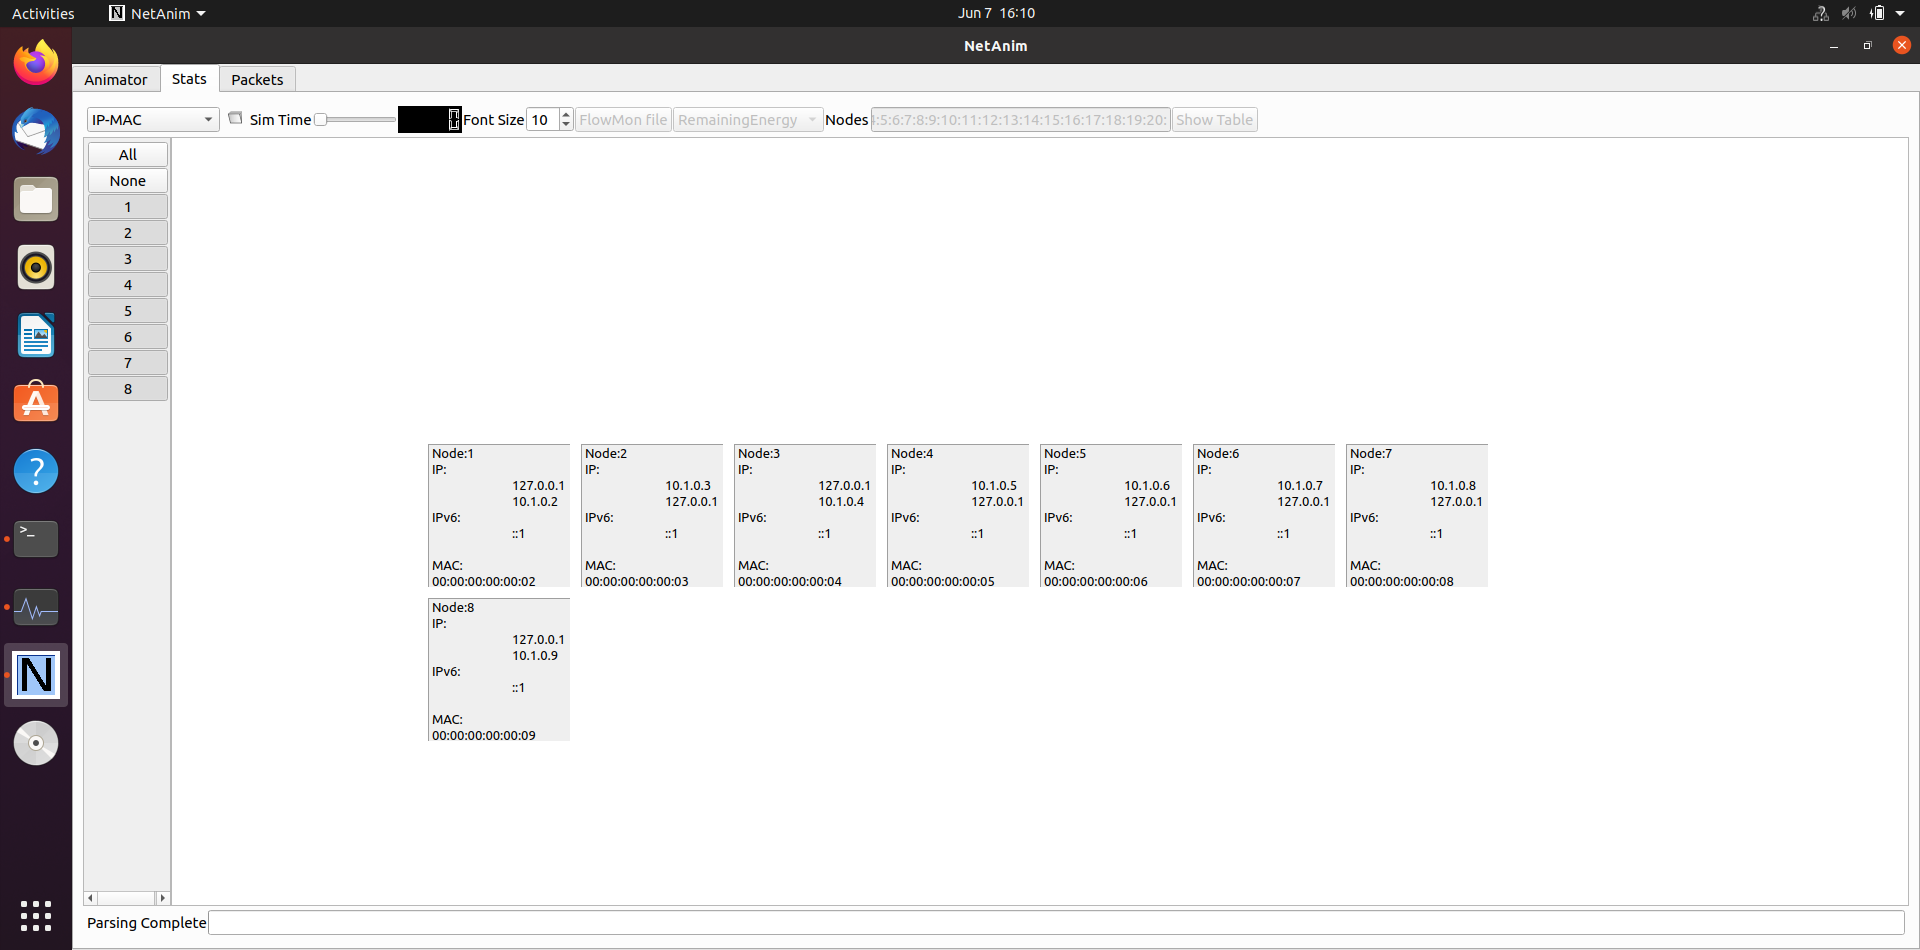 Activities NetAnim Jun 7 16:10
NetAnim
Animator Stats Packets
IP-MAC Sim Time 0 Font Size 10 FlowMon file RemainingEnergy Nodes :5:6:7:8:9:10:11:12:13:14:15:16:17:18:19:20: Show Table
All
None
1
2
3
4
5
6
7
8
Node:1
IP:
127.0.0.1
10.1.0.2
IPv6:
::1
MAC:
00:00:00:00:00:02
Node:2
IP:
10.1.0.3
127.0.0.1
IPv6:
::1
MAC:
00:00:00:00:00:03
Node:3
IP:
127.0.0.1
10.1.0.4
IPv6:
::1
MAC:
00:00:00:00:00:04
Node:4
IP:
10.1.0.5
127.0.0.1
IPv6:
::1
MAC:
00:00:00:00:00:05
Node:5
IP:
10.1.0.6
127.0.0.1
IPv6:
::1
MAC:
00:00:00:00:00:06
Node:6
IP:
10.1.0.7
127.0.0.1
IPv6:
::1
MAC:
00:00:00:00:00:07
Node:7
IP:
10.1.0.8
127.0.0.1
IPv6:
::1
MAC:
00:00:00:00:00:08
Node:8
IP:
127.0.0.1
10.1.0.9
IPv6:
::1
MAC:
00:00:00:00:00:09
Parsing Complete